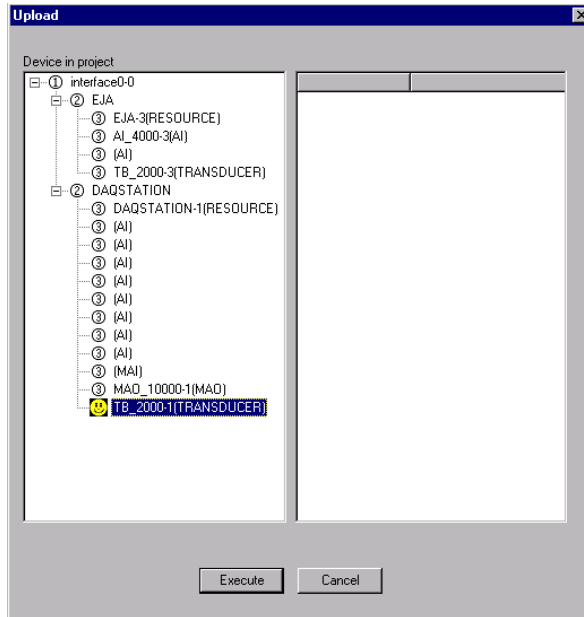 Upload
Device in project
① interface0-0
② EJA
③ EJA-3(RESOURCE)
③ AI_4000-3(AI)
③ (AI)
③ TB_2000-3(TRANSDUCER)
② DAQSTATION
③ DAQSTATION-1(RESOURCE)
③ (AI)
③ (AI)
③ (AI)
③ (AI)
③ (AI)
③ (AI)
③ (AI)
③ (AI)
③ (MAI)
③ MAO_10000-1(MAO)
TB_2000-1(TRANSDUCER)
Execute Cancel